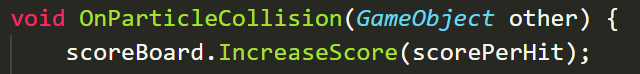 void OnParticleCollision(GameObject other) {
scoreBoard.IncreaseScore(scorePerHit);